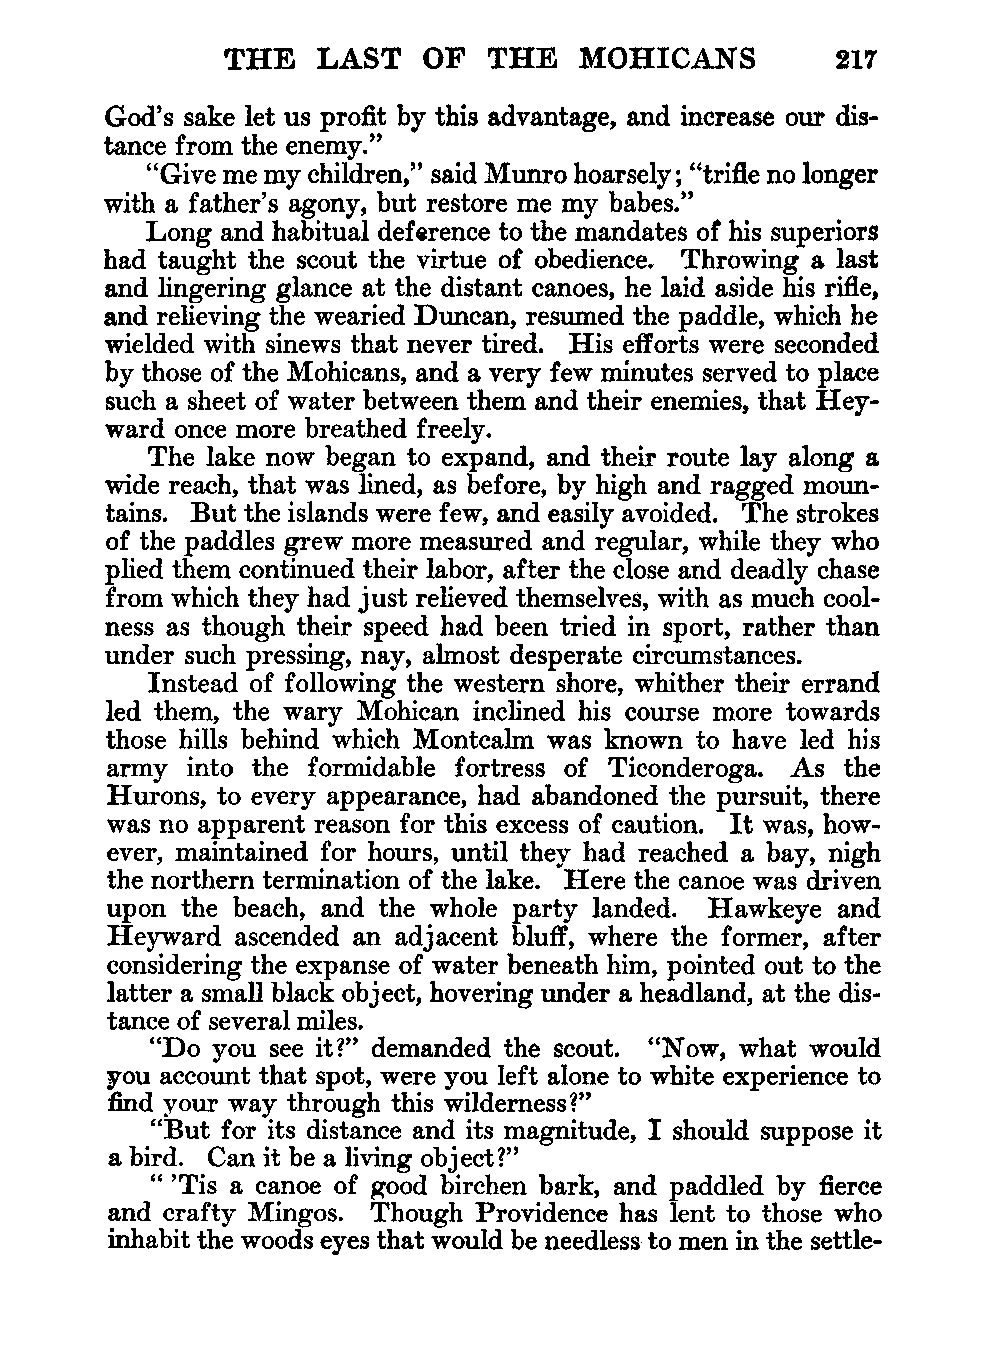 THE LAST OF THE MOHICANS 217
God's sake let us profit by this advantage, and increase our dis-
tance from the enemy.”
“Give me my children,” said Munro hoarsely; “trifle no longer
with a father's agony, but restore me my babes.”
Long and habitual deference to the mandates of his superiors
had taught the scout the virtue of obedience. Throwing a last
and lingering glance at the distant canoes, he laid aside his rifle,
and relieving the wearied Duncan, resumed the paddle, which he
wielded with sinews that never tired. His efforts were seconded
by those of the Mohicans, and a very few minutes served to place
such a sheet of water between them and their enemies, that Hey-
ward once more breathed freely.
The lake now began to expand, and their route lay along a
wide reach, that was lined, as before, by high and ragged moun-
tains. But the islands were few, and easily avoided. The strokes
of the paddles grew more measured and regular, while they who
plied them continued their labor, after the close and deadly chase
from which they had just relieved themselves, with as much cool-
ness as though their speed had been tried in sport, rather than
under such pressing, nay, almost desperate circumstances.
Instead of following the western shore, whither their errand
led them, the wary Mohican inclined his course more towards
those hills behind which Montcalm was known to have led his
army into the formidable fortress of Ticonderoga. As the
Hurons, to every appearance, had abandoned the pursuit, there
was no apparent reason for this excess of caution. It was, how-
ever, maintained for hours, until they had reached a bay, nigh
the northern termination of the lake. Here the canoe was driven
upon the beach, and the whole party landed. Hawkeye and
Heyward ascended an adjacent bluff, where the former, after
considering the expanse of water beneath him, pointed out to the
latter a small black object, hovering under a headland, at the dis-
tance of several miles.
“Do you see it?” demanded the scout. “Now, what would
you account that spot, were you left alone to white experience to
find your way through this wilderness?”
“But for its distance and its magnitude, I should suppose it
a bird. Can it be a living object?”
“ ’Tis a canoe of good birchen bark, and paddled by fierce
and crafty Mingos. Though Providence has lent to those who
inhabit the woods eyes that would be needless to men in the settle-